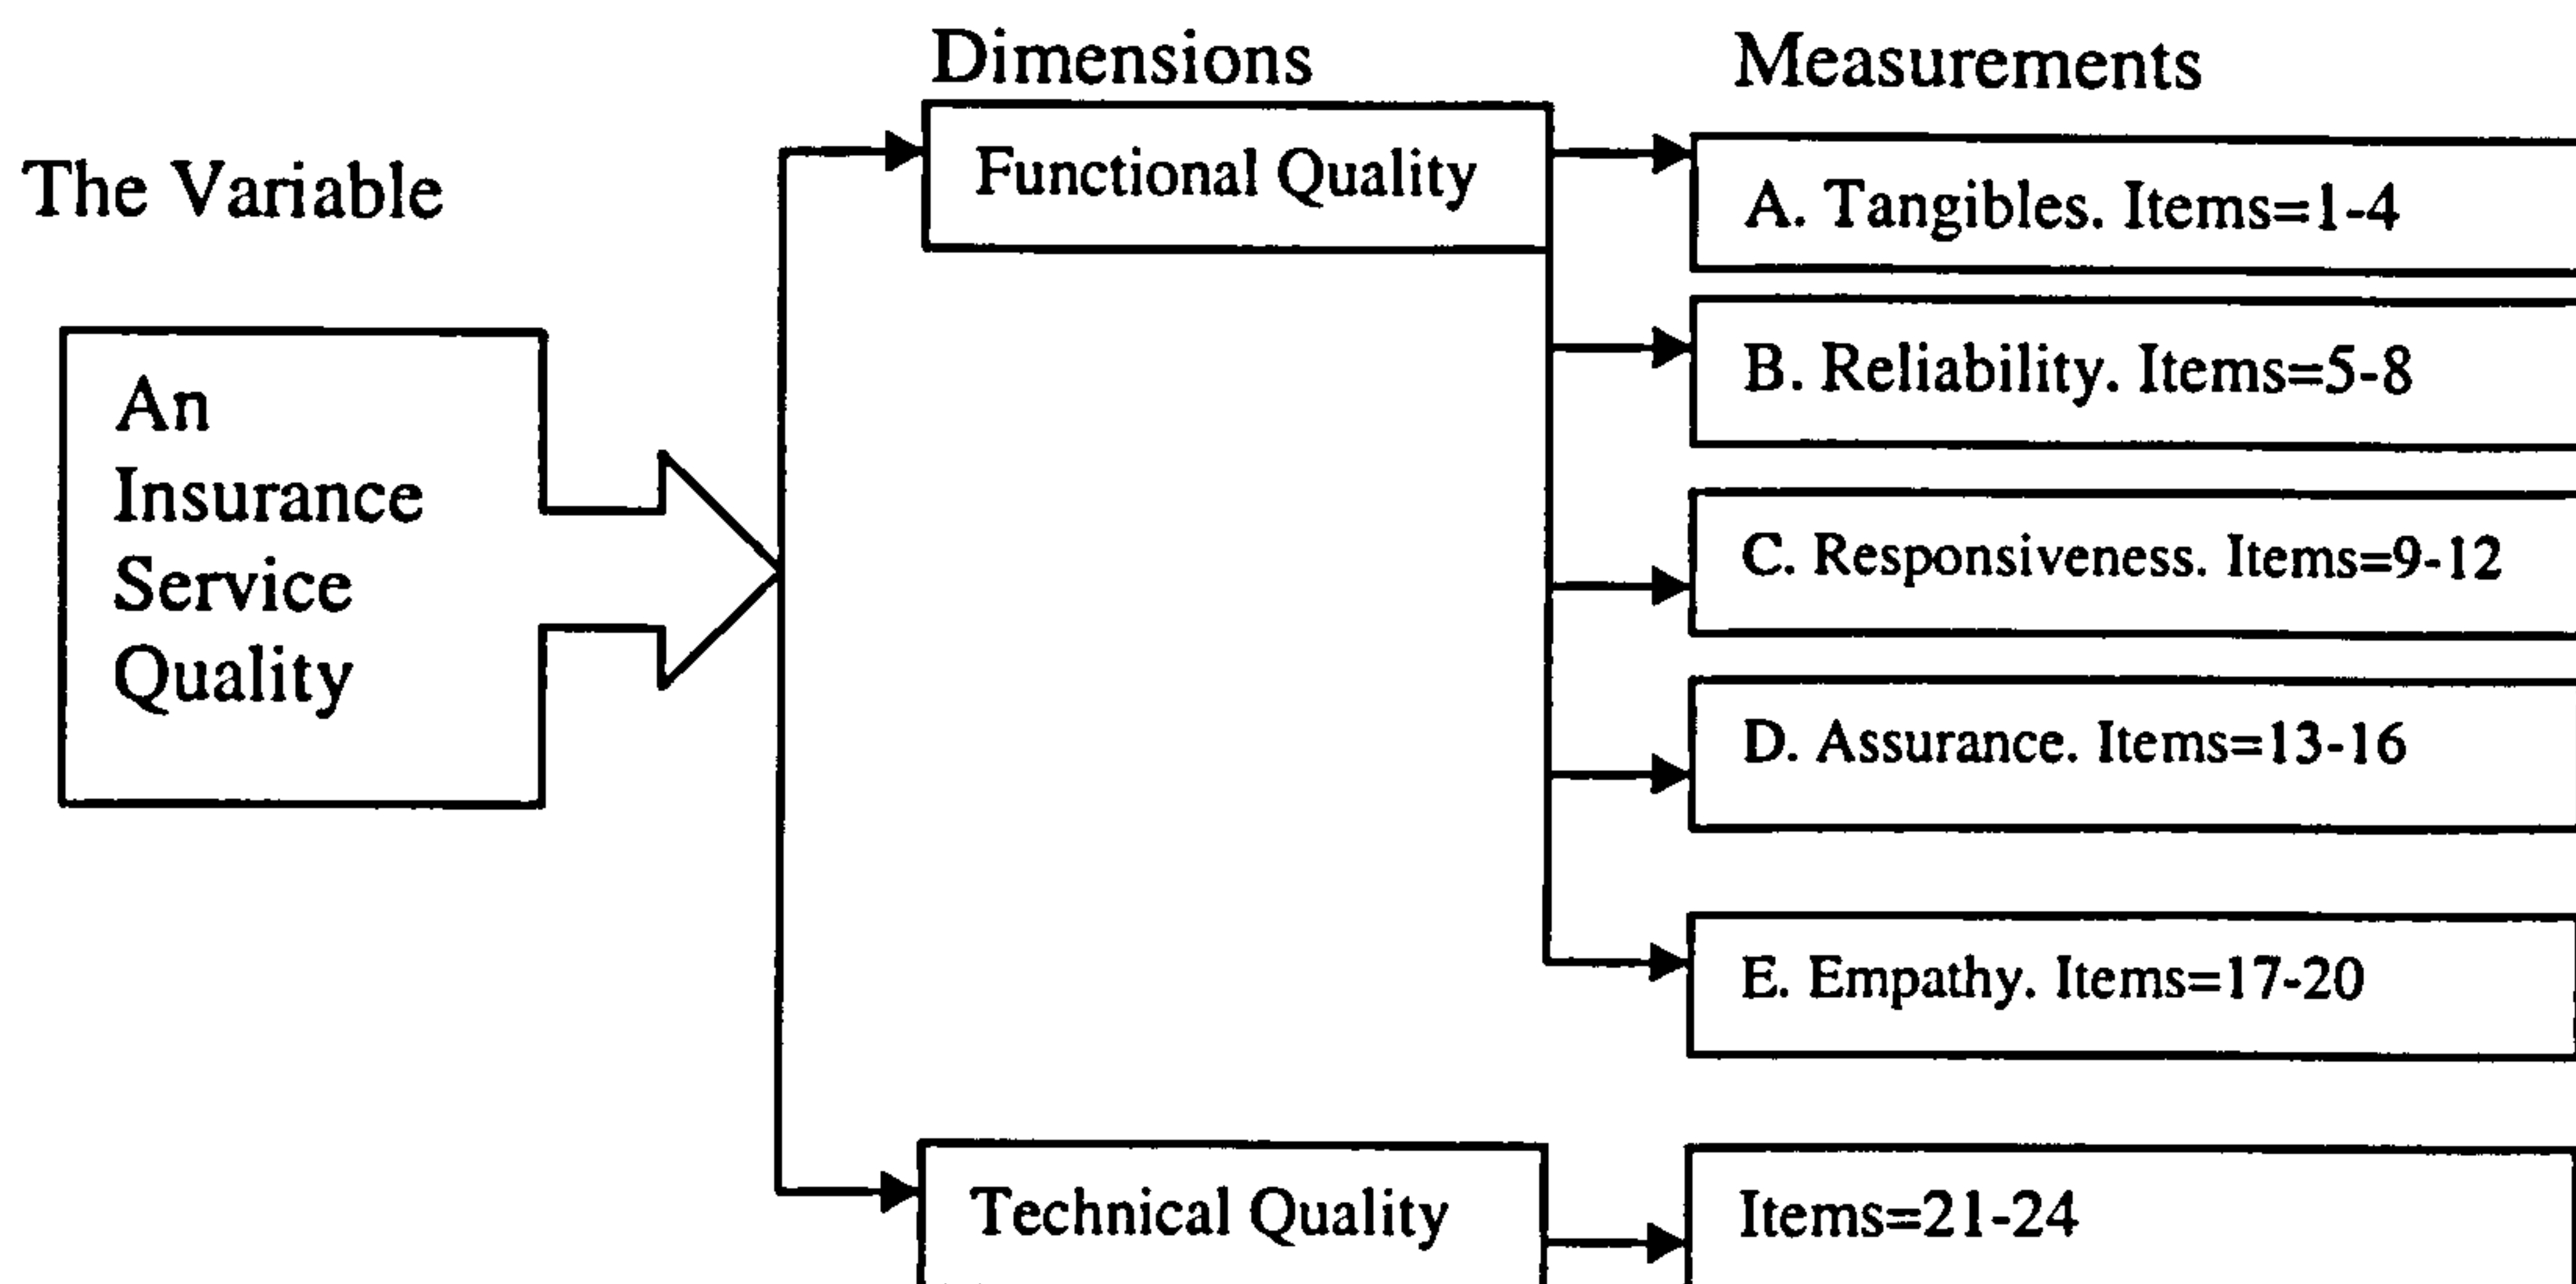 Dimensions
Measurements
The Variable
Functional Quality
A. Tangibles. Items=1-4
B. Reliability. Items=5-8
An
Insurance
Service
Quality
C. Responsiveness. Items=9-12
D. Assurance. Items=13-16
E. Empathy. Items=17-20
Technical Quality
Items=21-24